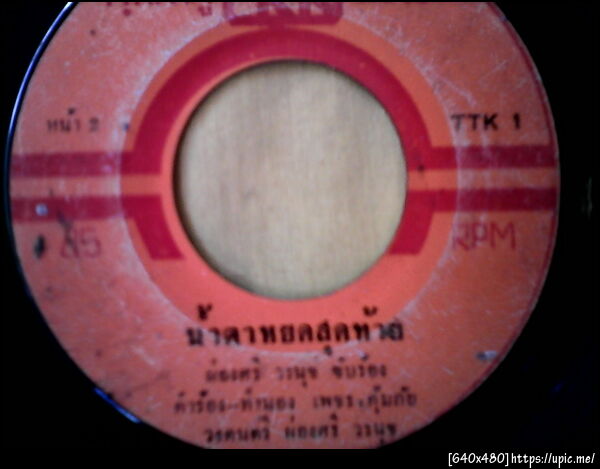 หน้า 2
TTK 1
45 RPM
น้ำตาหยดสุดท้าย
ผ่องศรี วรนุช ขับร้อง
คำร้อง-ทำนอง เพชร คุ้มภัย
วงดนตรี ผ่องศรี วรนุช
[640x480]https://upic.me/